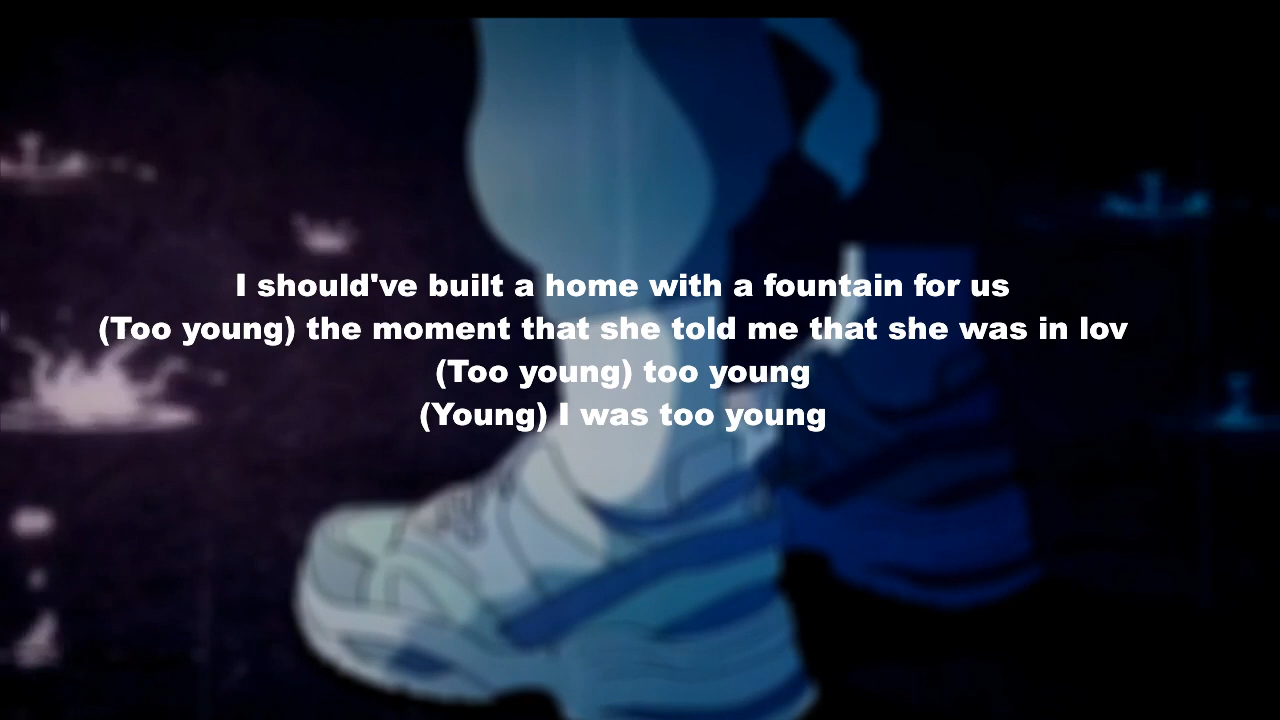 I should've built a home with a fountain for us
(Too young) the moment that she told me that she was in lov
(Too young) too young
(Young) I was too young